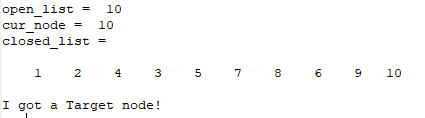 open_list =  10
cur_node =  10
closed_list =
1 2 4 3 5 7 8 6 9 10
I got a Target node!